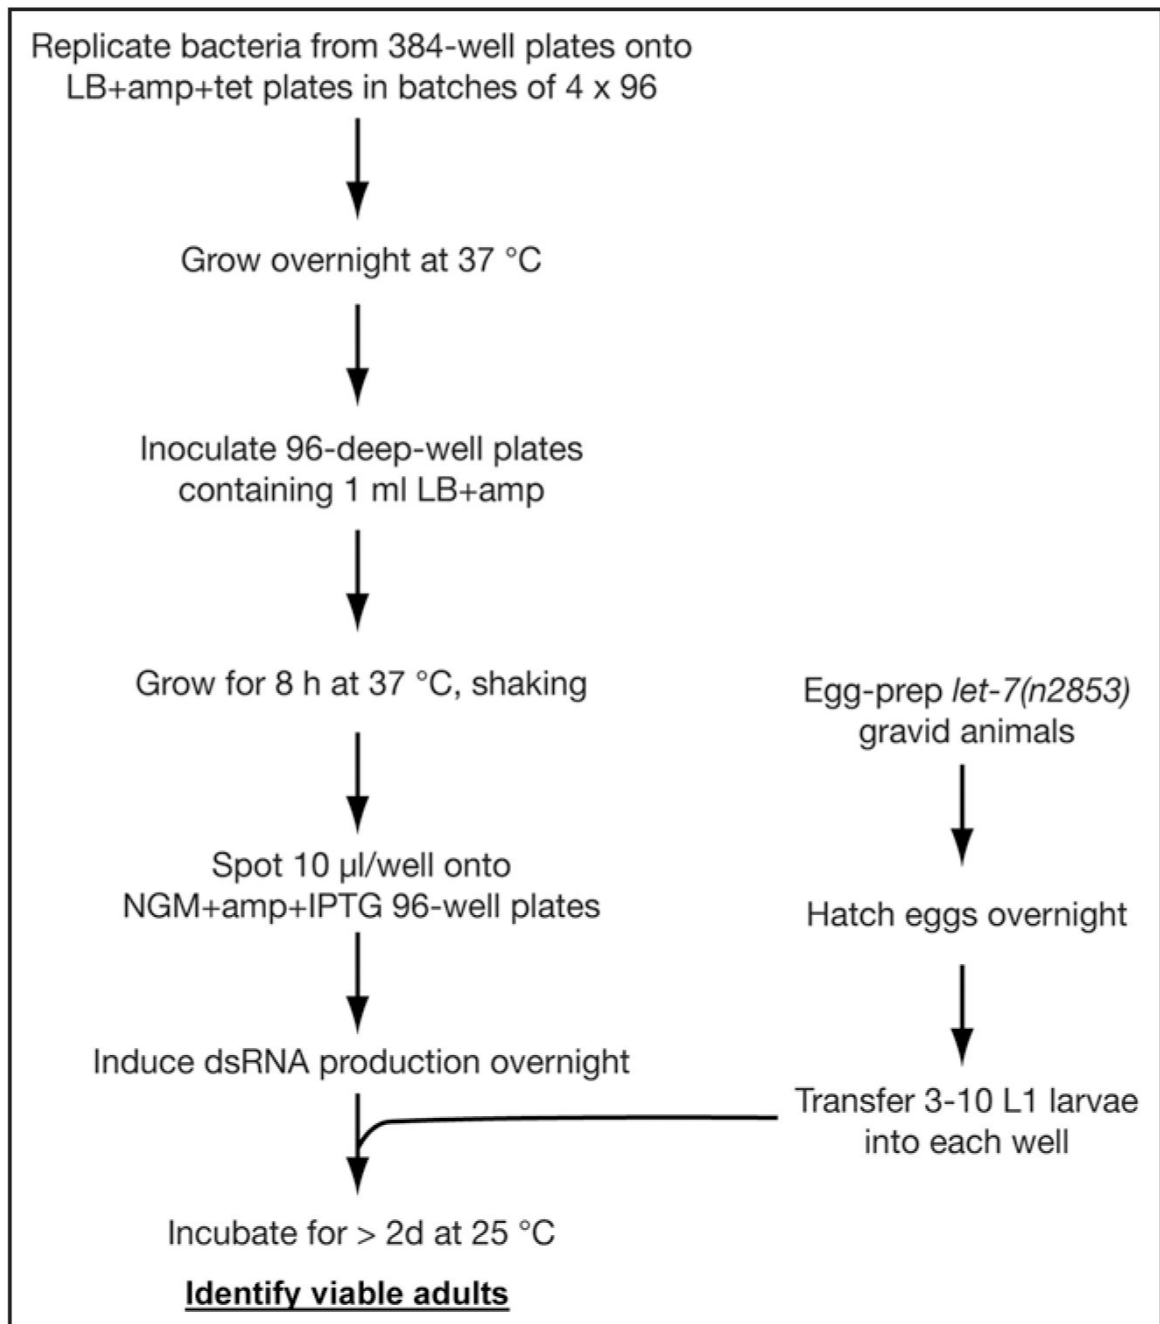 Replicate bacteria from 384-well plates onto
LB+amp+tet plates in batches of 4 x 96
Grow overnight at 37 °C
Inoculate 96-deep-well plates
containing 1 ml LB+amp
Grow for 8 h at 37 °C, shaking
Spot 10 µl/well onto
NGM+amp+IPTG 96-well plates
Induce dsRNA production overnight
Egg-prep let-7(n2853)
gravid animals
Hatch eggs overnight
Transfer 3-10 L1 larvae
into each well
Incubate for > 2d at 25 °C
Identify viable adults